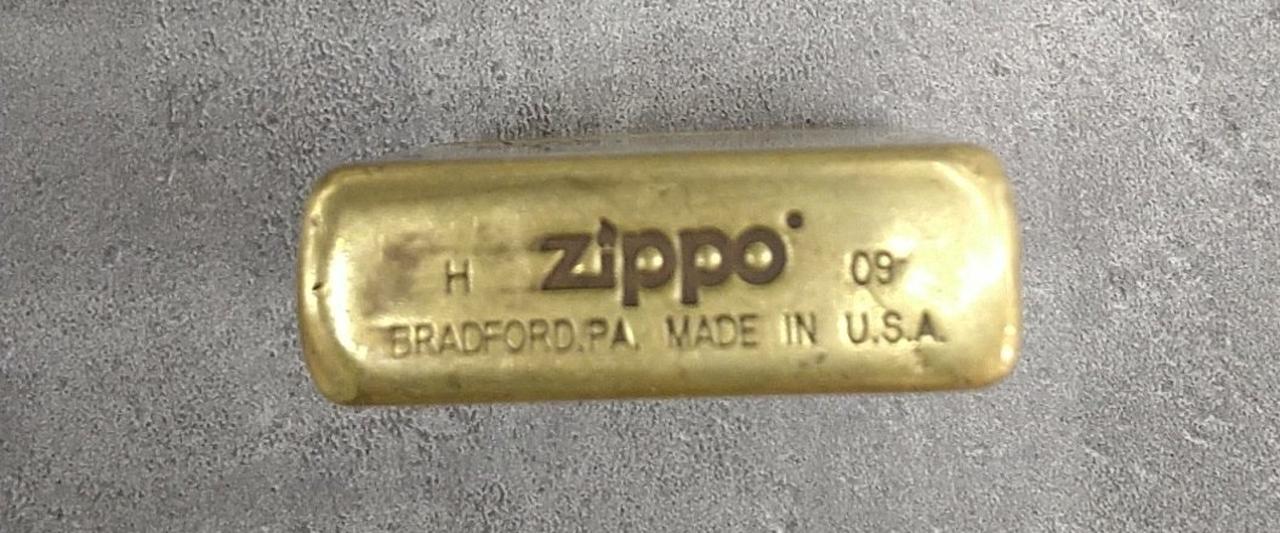 H zippo 09
BRADFORD,PA. MADE IN U.S.A.